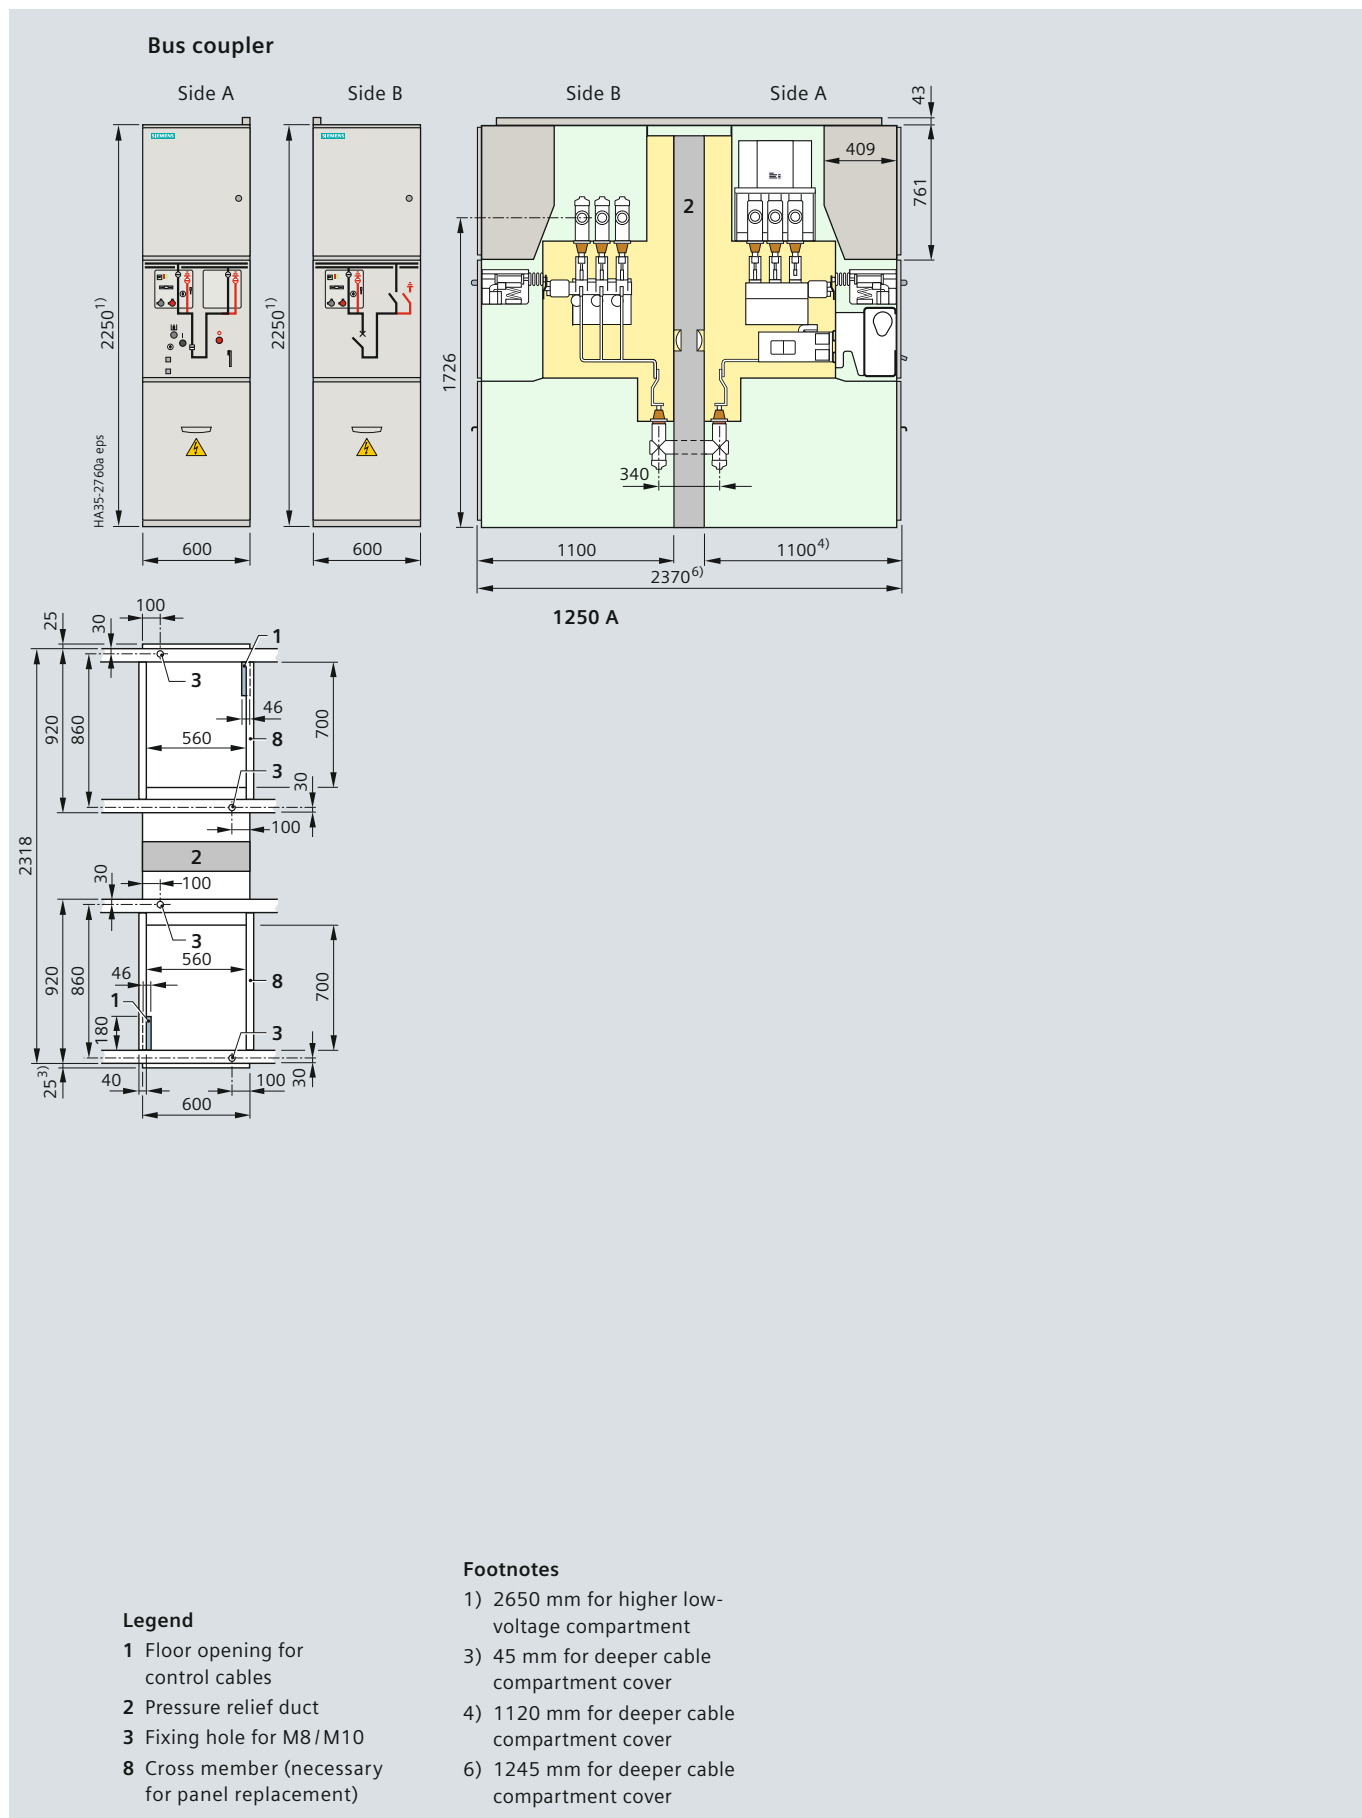 Bus coupler
Side A
Side B
Side B
Side A
SIEMENS
SIEMENS
43
409
761
2
2250¹⁾
2250¹⁾
1726
HA35-2760a eps
340
600
600
1100
1100⁴⁾
2370⁶⁾
1250 A
100
25
30
1
3
46
920
860
560
700
8
3
30
100
2318
2
30
100
3
560
46
8
920
860
700
1
180
3
25³⁾
40
100
30
600
Legend
1 Floor opening for
control cables
2 Pressure relief duct
3 Fixing hole for M8/M10
8 Cross member (necessary
for panel replacement)
Footnotes
1) 2650 mm for higher low-
voltage compartment
3) 45 mm for deeper cable
compartment cover
4) 1120 mm for deeper cable
compartment cover
6) 1245 mm for deeper cable
compartment cover